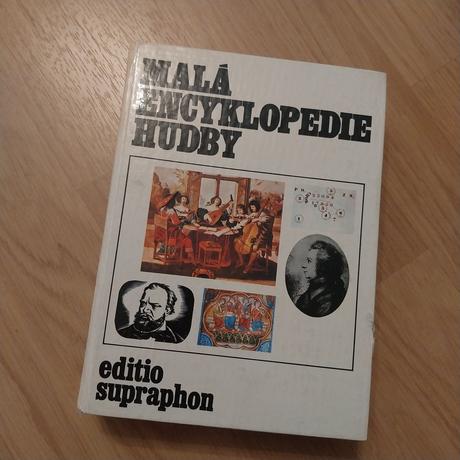 MALÁ
ENCYKLOPEDIE
HUDBY
editio
supraphon